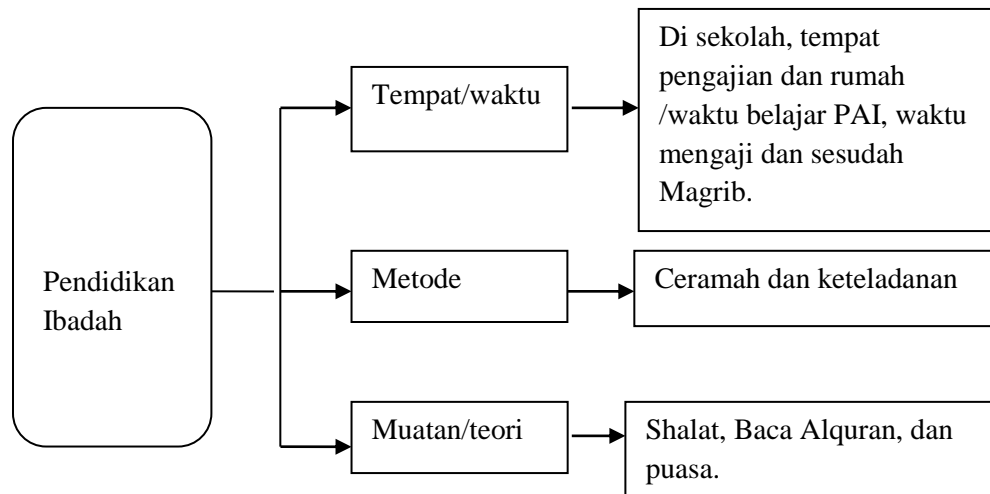 Pendidikan
Ibadah
Tempat/waktu
Di sekolah, tempat
pengajian dan rumah
/waktu belajar PAI, waktu
mengaji dan sesudah
Magrib.
Metode
Ceramah dan keteladanan
Muatan/teori
Shalat, Baca Alquran, dan
puasa.